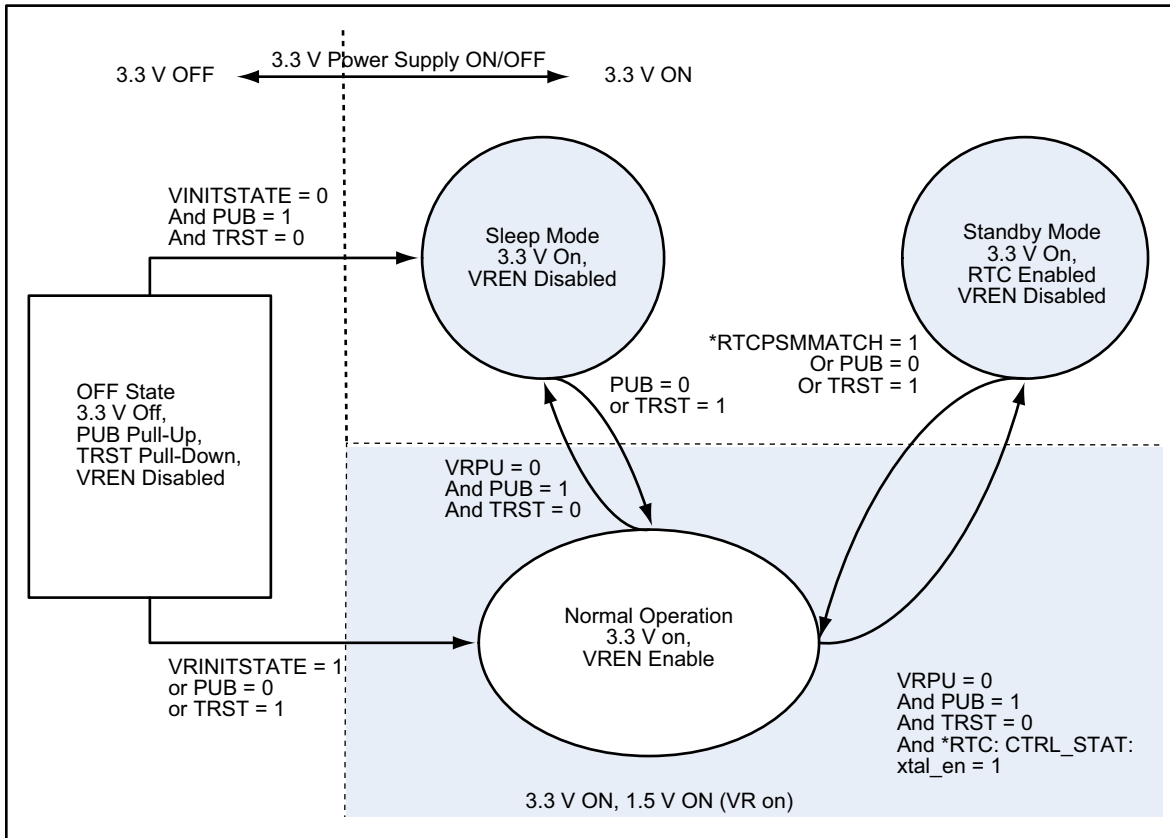 3.3 V Power Supply ON/OFF
3.3 V OFF
3.3 V ON
VINITSTATE = 0
And PUB = 1
And TRST = 0
Sleep Mode
3.3 V On,
VREN Disabled
Standby Mode
3.3 V On,
RTC Enabled
VREN Disabled
OFF State
3.3 V Off,
PUB Pull-Up,
TRST Pull-Down,
VREN Disabled
*RTCPSMMATCH = 1
Or PUB = 0
Or TRST = 1
PUB = 0
or TRST = 1
VRPU = 0
And PUB = 1
And TRST = 0
Normal Operation
3.3 V on,
VREN Enable
VRINITSTATE = 1
or PUB = 0
or TRST = 1
VRPU = 0
And PUB = 1
And TRST = 0
And *RTC: CTRL_STAT:
xtal_en = 1
3.3 V ON, 1.5 V ON (VR on)